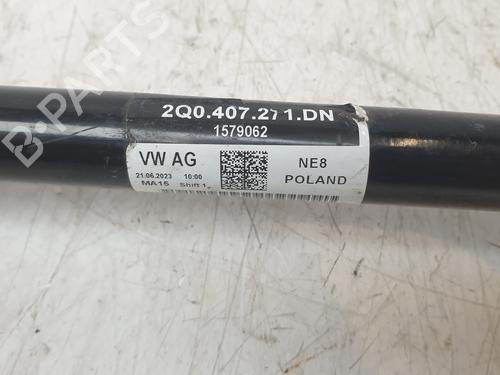 B-PARTS
2Q0.407.271.DN
1579062
VW AG
NE8
21.06.2023 10:00
POLAND
MA15 Shift 1